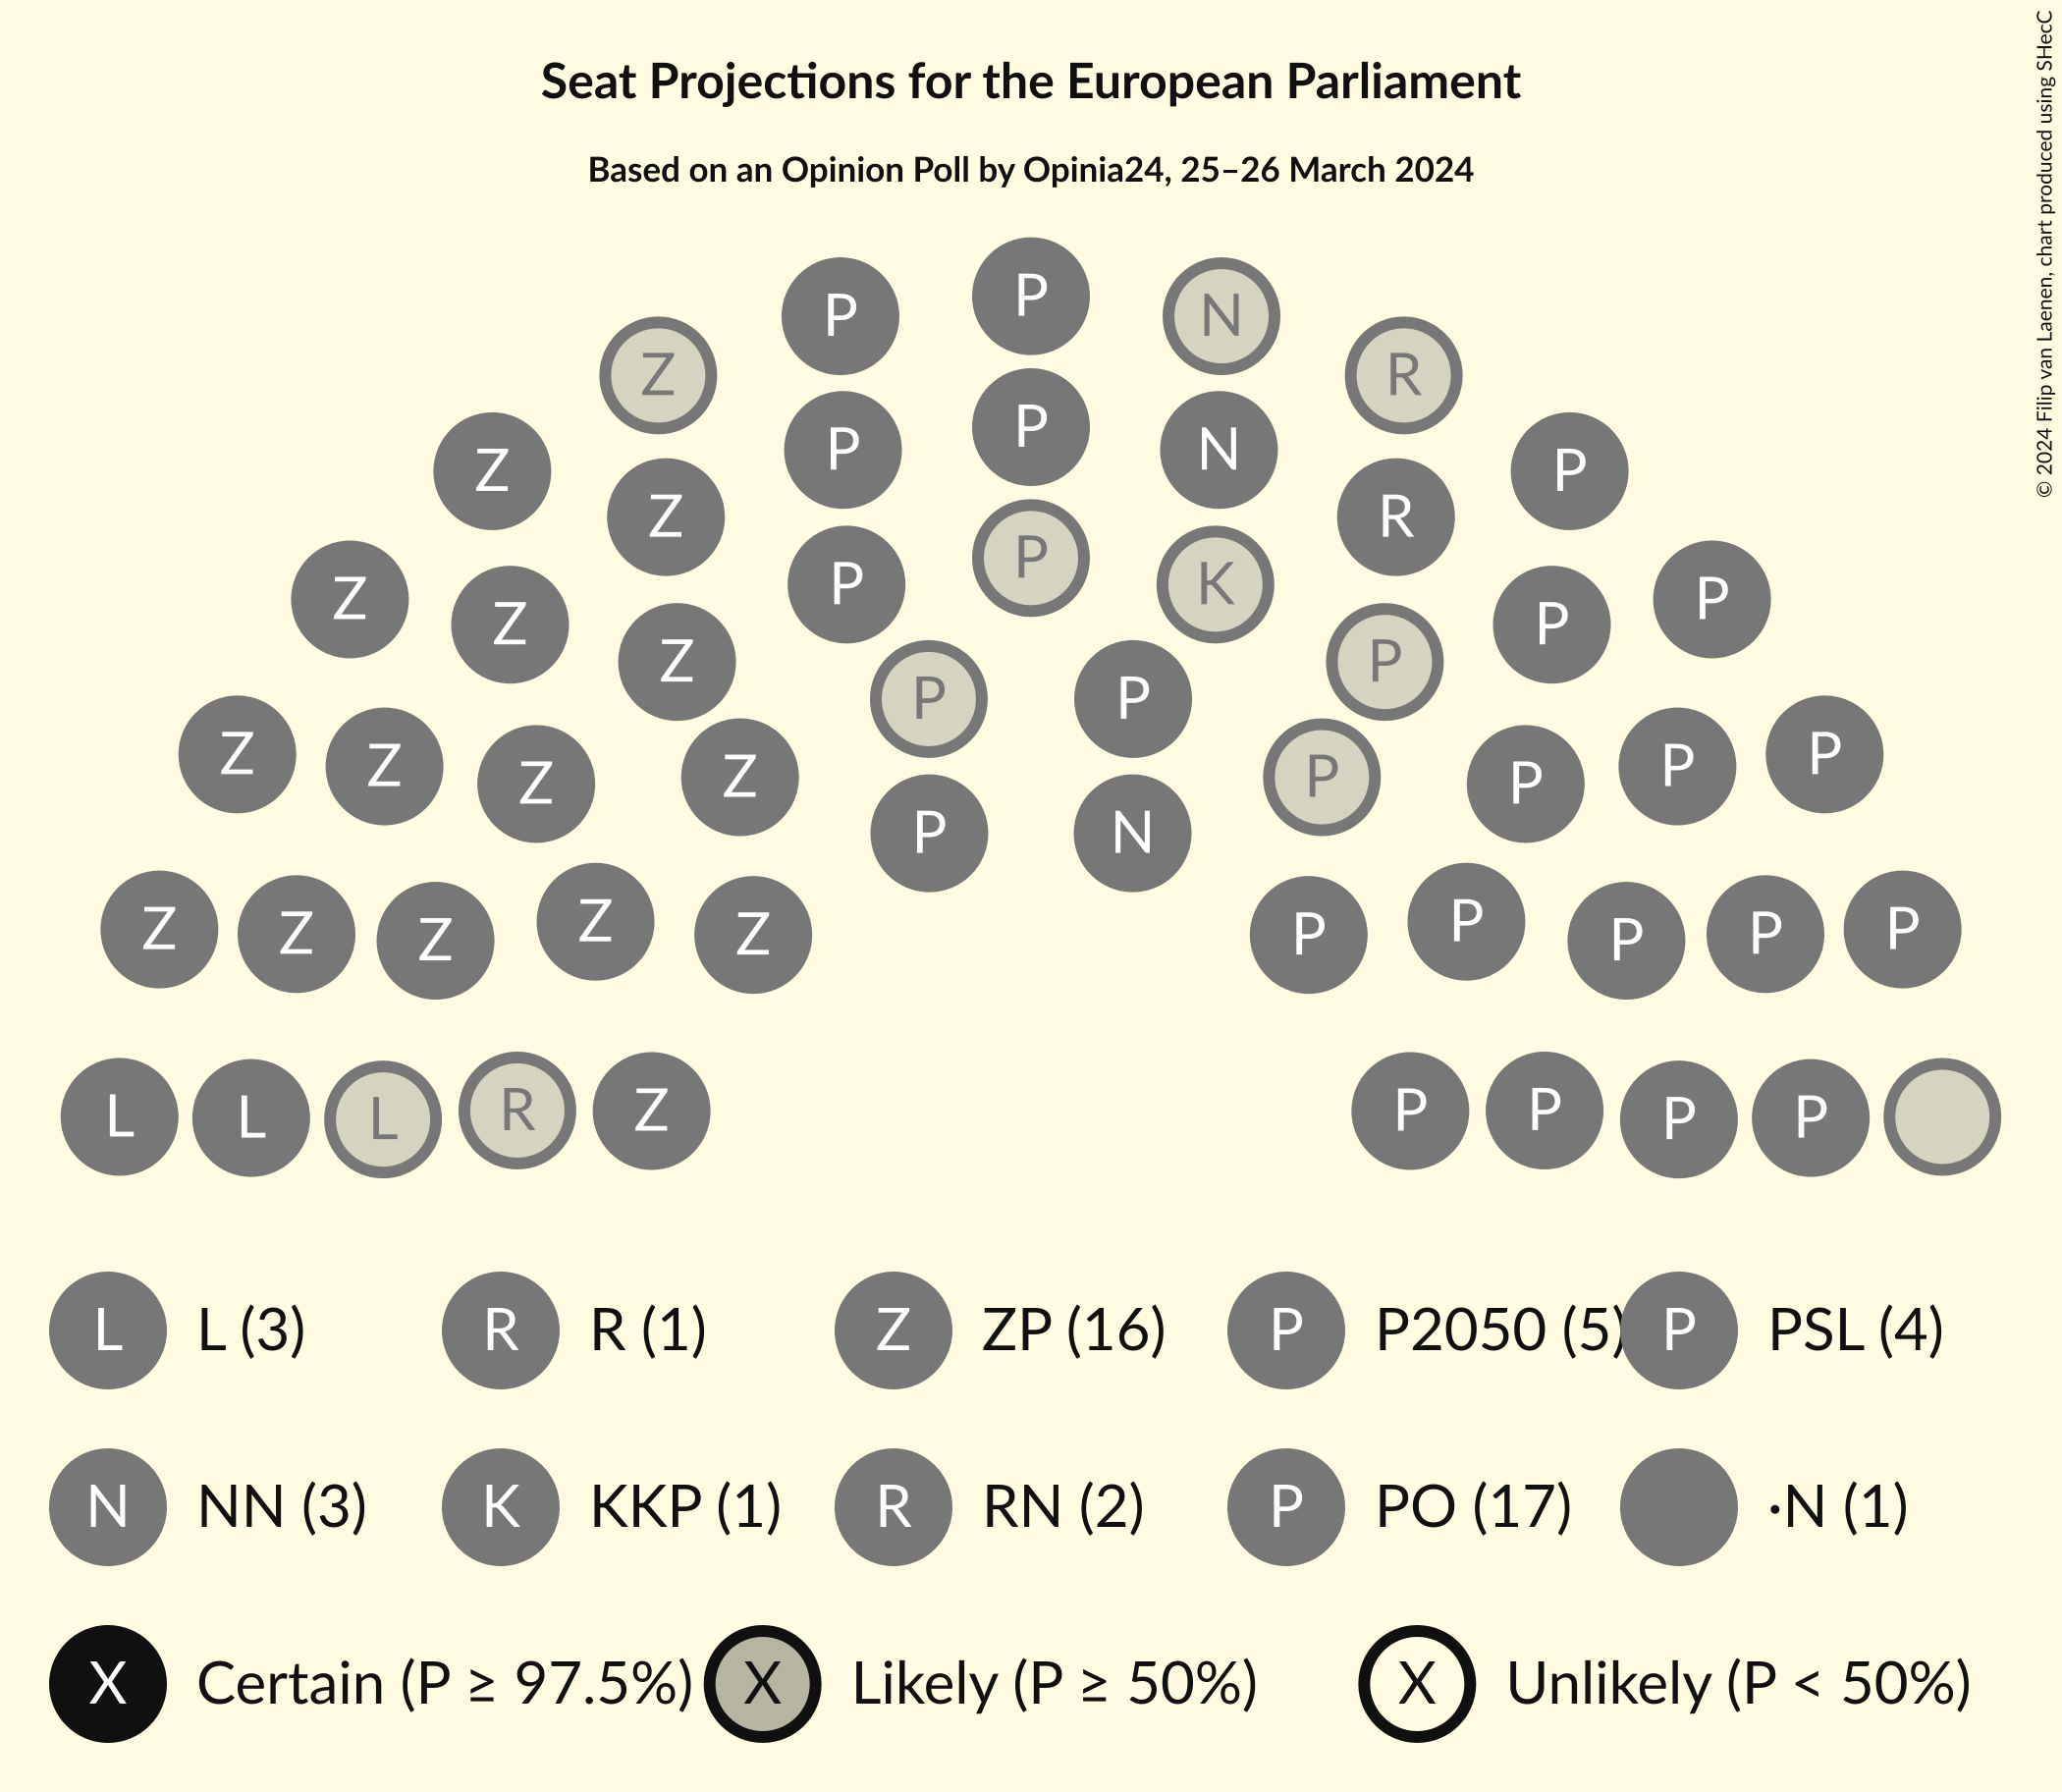 Seat Projections for the European Parliament
Based on an Opinion Poll by Opinia24, 25–26 March 2024
© 2024 Filip van Laenen, chart produced using SHecC
P
P N
Z R
P
P P N
Z P
Z R
P
P K
Z P
Z P
Z P
P P
Z Z P P
Z Z P P P
Z Z P P
P N
Z Z P P
Z Z Z P P P
L L L R Z P P P P
L L (3) R R (1) Z ZP (16) P P2050 (5) P PSL (4)
N NN (3) K KKP (1) R RN (2) P PO (17) ·N (1)
X Certain (P ≥ 97.5%) X Likely (P ≥ 50%) X Unlikely (P < 50%)